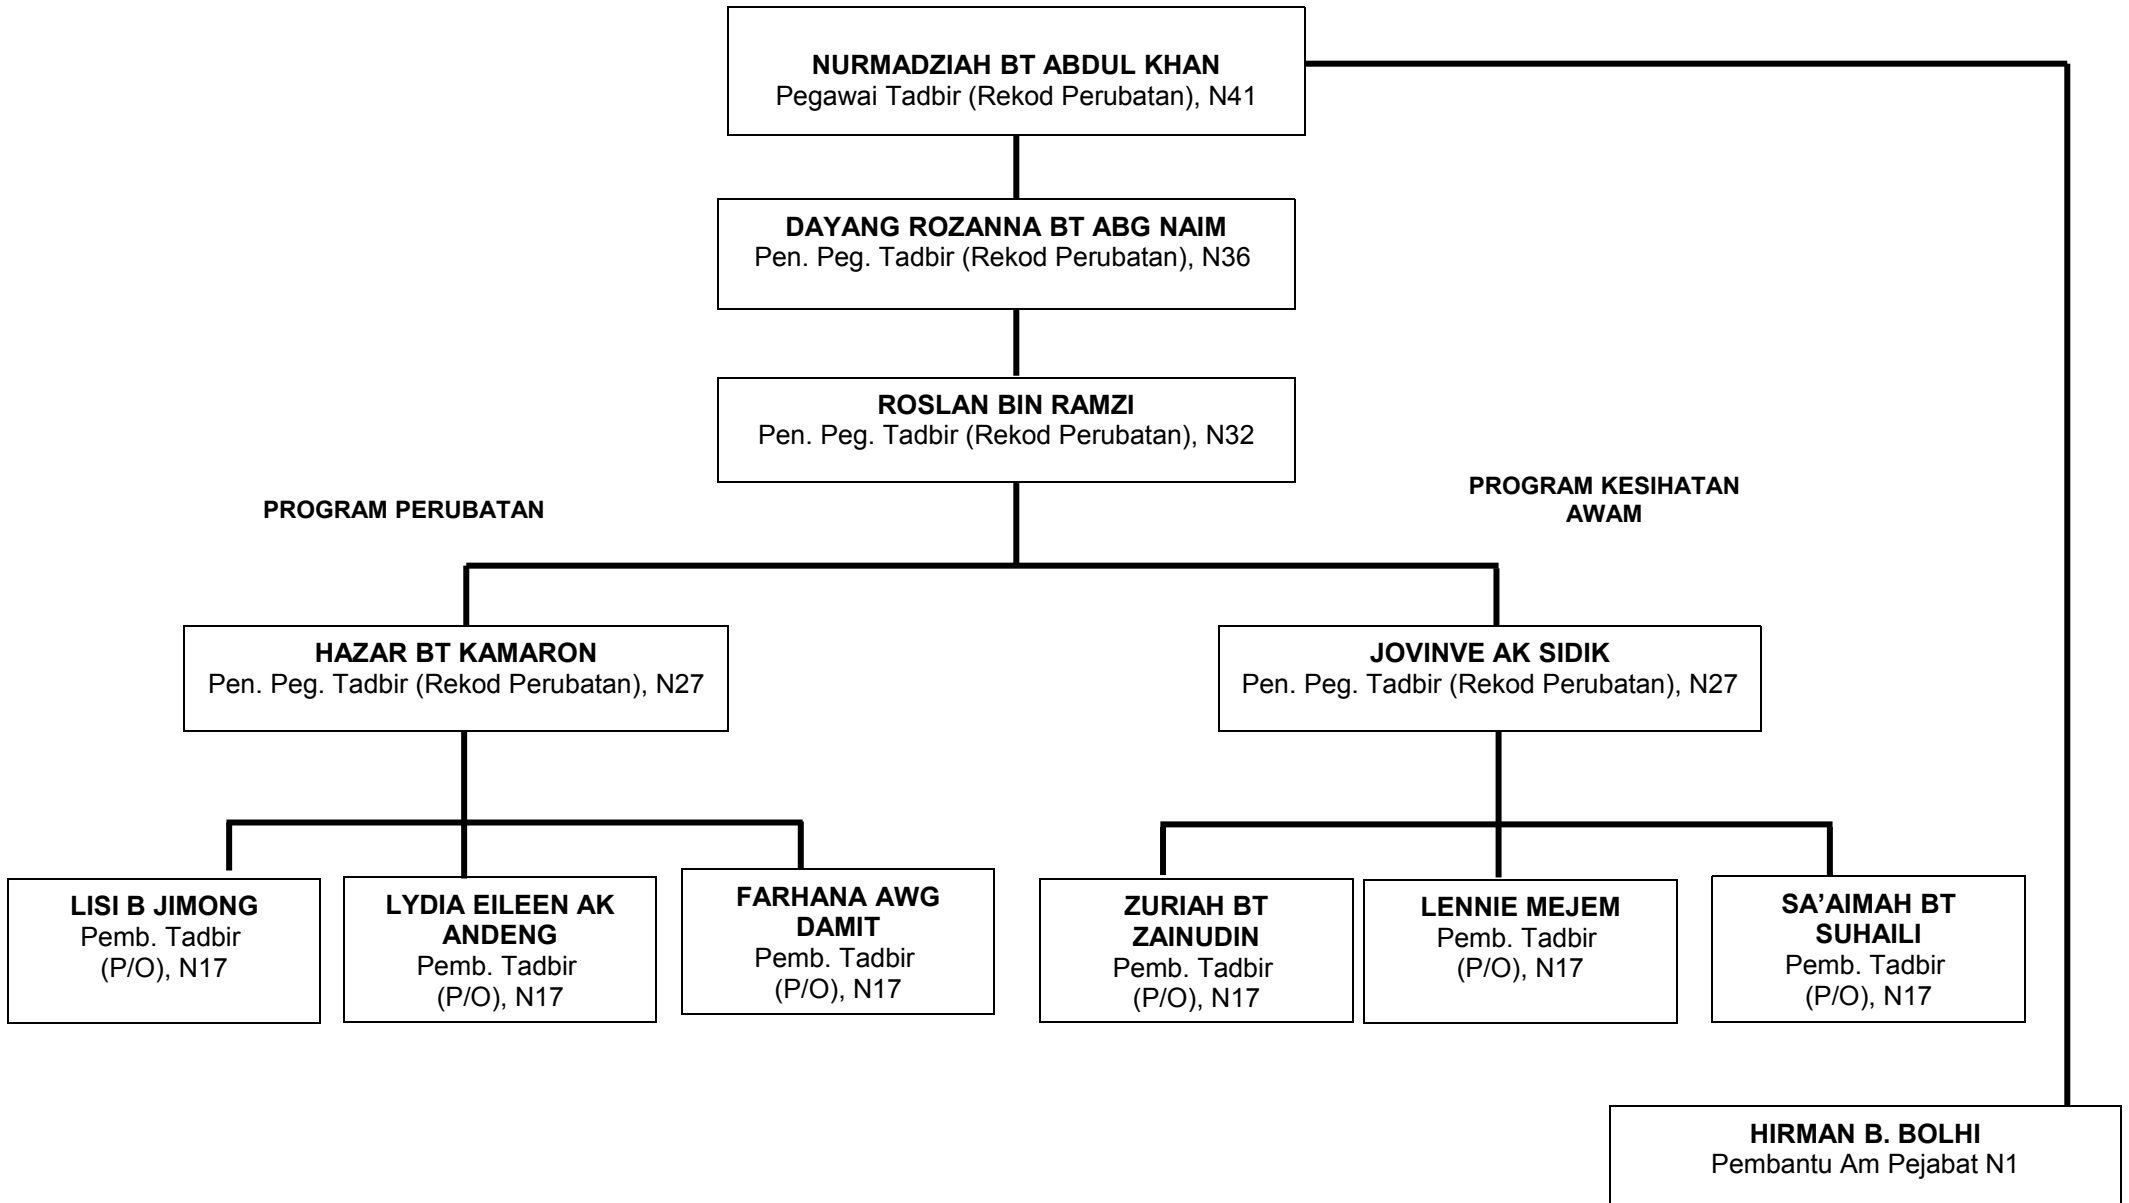 NURMADZIAH BT ABDUL KHAN
Pegawai Tadbir (Rekod Perubatan), N41
DAYANG ROZANNA BT ABG NAIM
Pen. Peg. Tadbir (Rekod Perubatan), N36
ROSLAN BIN RAMZI
Pen. Peg. Tadbir (Rekod Perubatan), N32
PROGRAM PERUBATAN
PROGRAM KESIHATAN
AWAM
HAZAR BT KAMARON
Pen. Peg. Tadbir (Rekod Perubatan), N27
JOVINVE AK SIDIK
Pen. Peg. Tadbir (Rekod Perubatan), N27
LISI B JIMONG
Pemb. Tadbir
(P/O), N17
LYDIA EILEEN AK
ANDENG
Pemb. Tadbir
(P/O), N17
FARHANA AWG
DAMIT
Pemb. Tadbir
(P/O), N17
ZURIAH BT
ZAINUDIN
Pemb. Tadbir
(P/O), N17
LENNIE MEJEM
Pemb. Tadbir
(P/O), N17
SA’AIMAH BT
SUHAILI
Pemb. Tadbir
(P/O), N17
HIRMAN B. BOLHI
Pembantu Am Pejabat N1